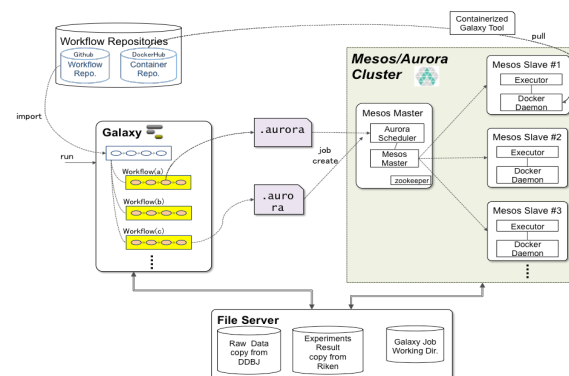 Containerized
Galaxy Tool
pull
Workflow Repositories
Github
Workflow
Repo.
DockerHub
Container
Repo.
import
run
Galaxy
Workflow(a)
Workflow(b)
Workflow(c)
.aurora
.auro
ra
job
create
Mesos/Aurora
Cluster
Mesos Master
Aurora
Scheduler
Mesos
Master
zookeeper
Mesos Slave #1
Executor
Docker
Daemon
Mesos Slave #2
Executor
Docker
Daemon
Mesos Slave #3
Executor
Docker
Daemon
File Server
Raw Data
copy from
DDBJ
Experiments
Result
copy from
Riken
Galaxy Job
Working Dir.